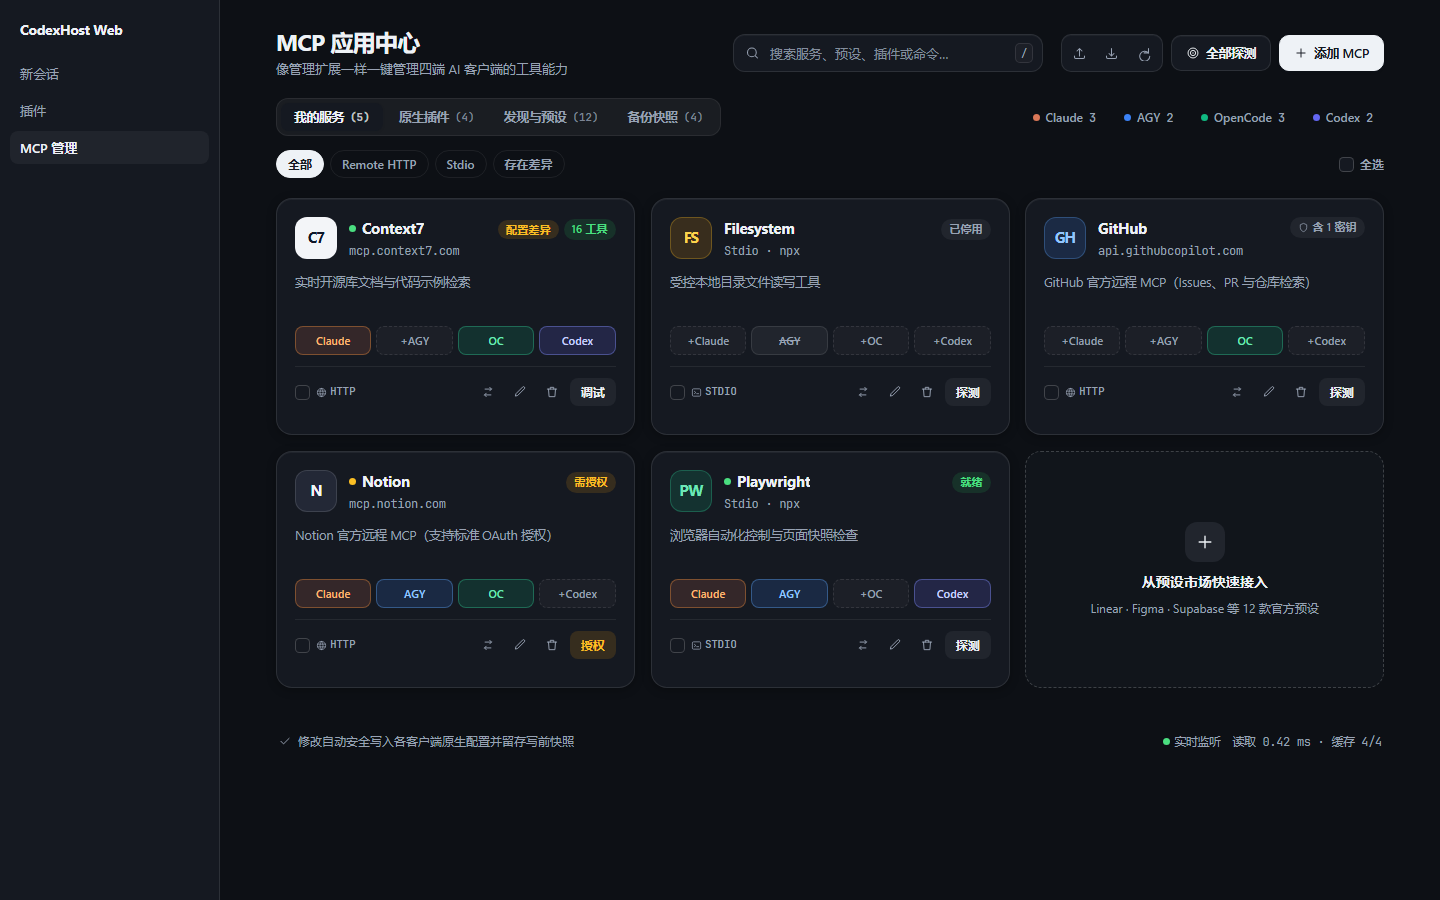 CodexHost Web
新会话
插件
MCP 管理
MCP 应用中心
像管理扩展一样一键管理四端 AI 客户端的工具能力
搜索服务、预设、插件或命令...
/
全部探测
添加 MCP
我的服务 (5)
原生插件 (4)
发现与预设 (12)
备份快照 (4)
Claude 3
AGY 2
OpenCode 3
Codex 2
全部
Remote HTTP
Stdio
存在差异
全选
C7
Context7
配置差异
16 工具
mcp.context7.com
实时开源库文档与代码示例检索
Claude
+AGY
OC
Codex
HTTP
调试
FS
Filesystem
已停用
Stdio · npx
受控本地目录文件读写工具
+Claude
AGY
+OC
+Codex
STDIO
探测
GH
GitHub
含 1 密钥
api.githubcopilot.com
GitHub 官方远程 MCP（Issues、PR 与仓库检索）
+Claude
+AGY
OC
+Codex
HTTP
探测
N
Notion
需授权
mcp.notion.com
Notion 官方远程 MCP（支持标准 OAuth 授权）
Claude
AGY
OC
+Codex
HTTP
授权
PW
Playwright
就绪
Stdio · npx
浏览器自动化控制与页面快照检查
Claude
AGY
+OC
Codex
STDIO
探测
从预设市场快速接入
Linear · Figma · Supabase 等 12 款官方预设
修改自动安全写入各客户端原生配置并留存写前快照
实时监听 读取 0.42 ms · 缓存 4/4